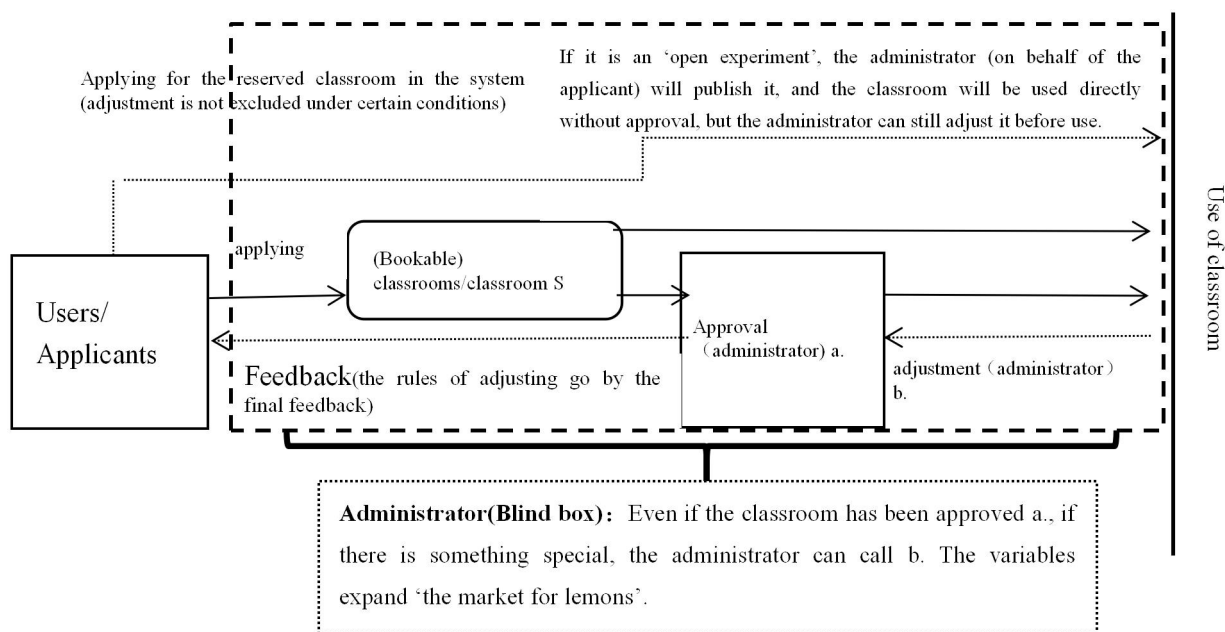 Applying for the reserved classroom in the system
(adjustment is not excluded under certain conditions)
If it is an ‘open experiment’, the administrator (on behalf of the
applicant) will publish it, and the classroom will be used directly
without approval, but the administrator can still adjust it before use.
Use of classroom
applying
(Bookable)
classrooms/classroom S
Users/
Applicants
Approval
（administrator) a.
adjustment（administrator）
b.
Feedback(the rules of adjusting go by the
final feedback)
Administrator(Blind box)：Even if the classroom has been approved a., if
there is something special, the administrator can call b. The variables
expand ‘the market for lemons’.